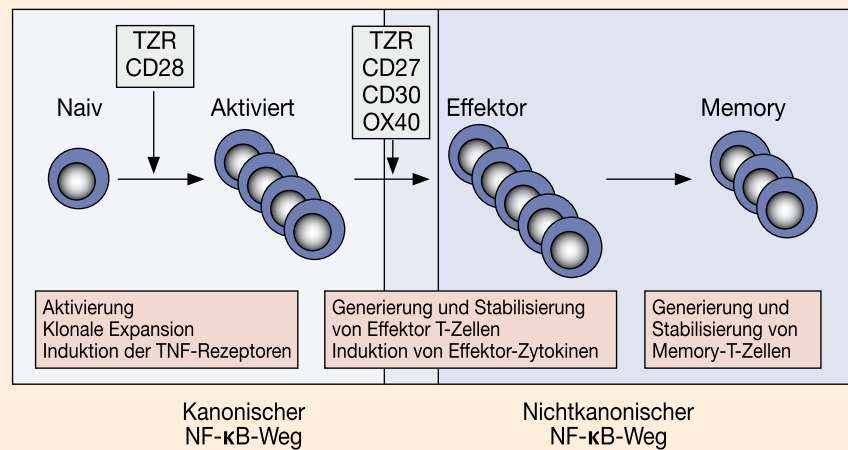 TZR
CD28
TZR
CD27
CD30
OX40
Naiv
Aktiviert
Effektor
Memory
Aktivierung
Klonale Expansion
Induktion der TNF-Rezeptoren
Generierung und Stabilisierung
von Effektor T-Zellen
Induktion von Effektor-Zytokinen
Generierung und
Stabilisierung von
Memory-T-Zellen
Kanonischer
NF-κB-Weg
Nichtkanonischer
NF-κB-Weg